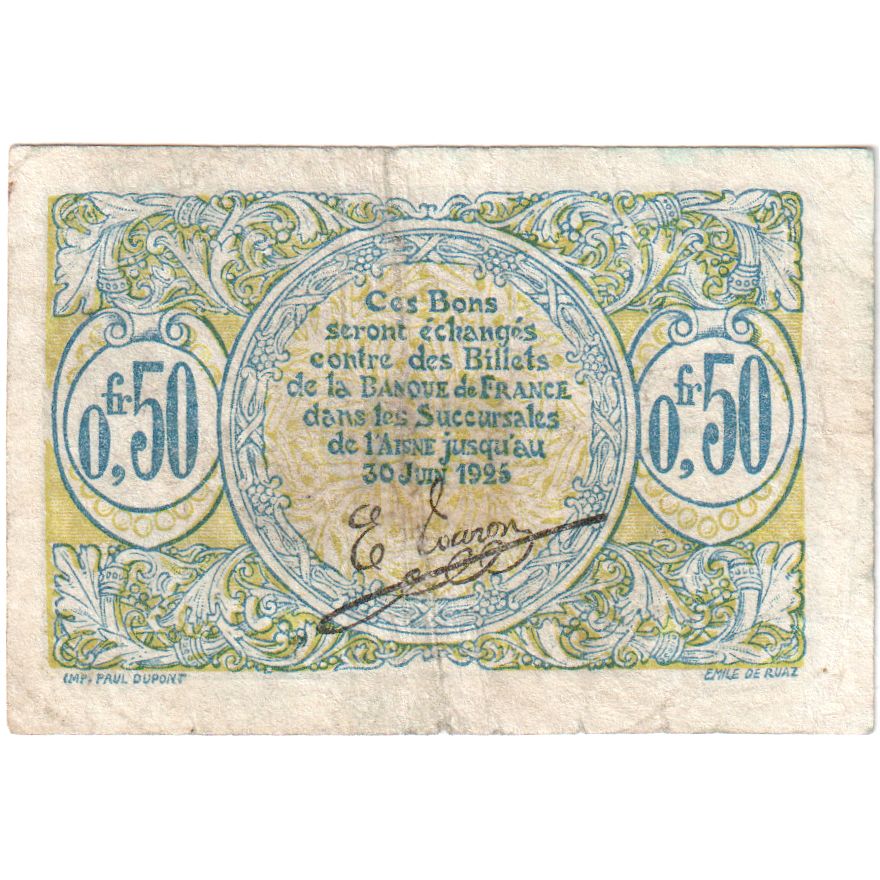 Ces Bons
seront échangés
contre des Billets
de la BANQUE de FRANCE
dans les Succursales
de l'AISNE jusqu'au
30 JUIN 1925
0fr,50
0fr,50
E
IMP. PAUL DUPONT
EMILE DE RUAZ